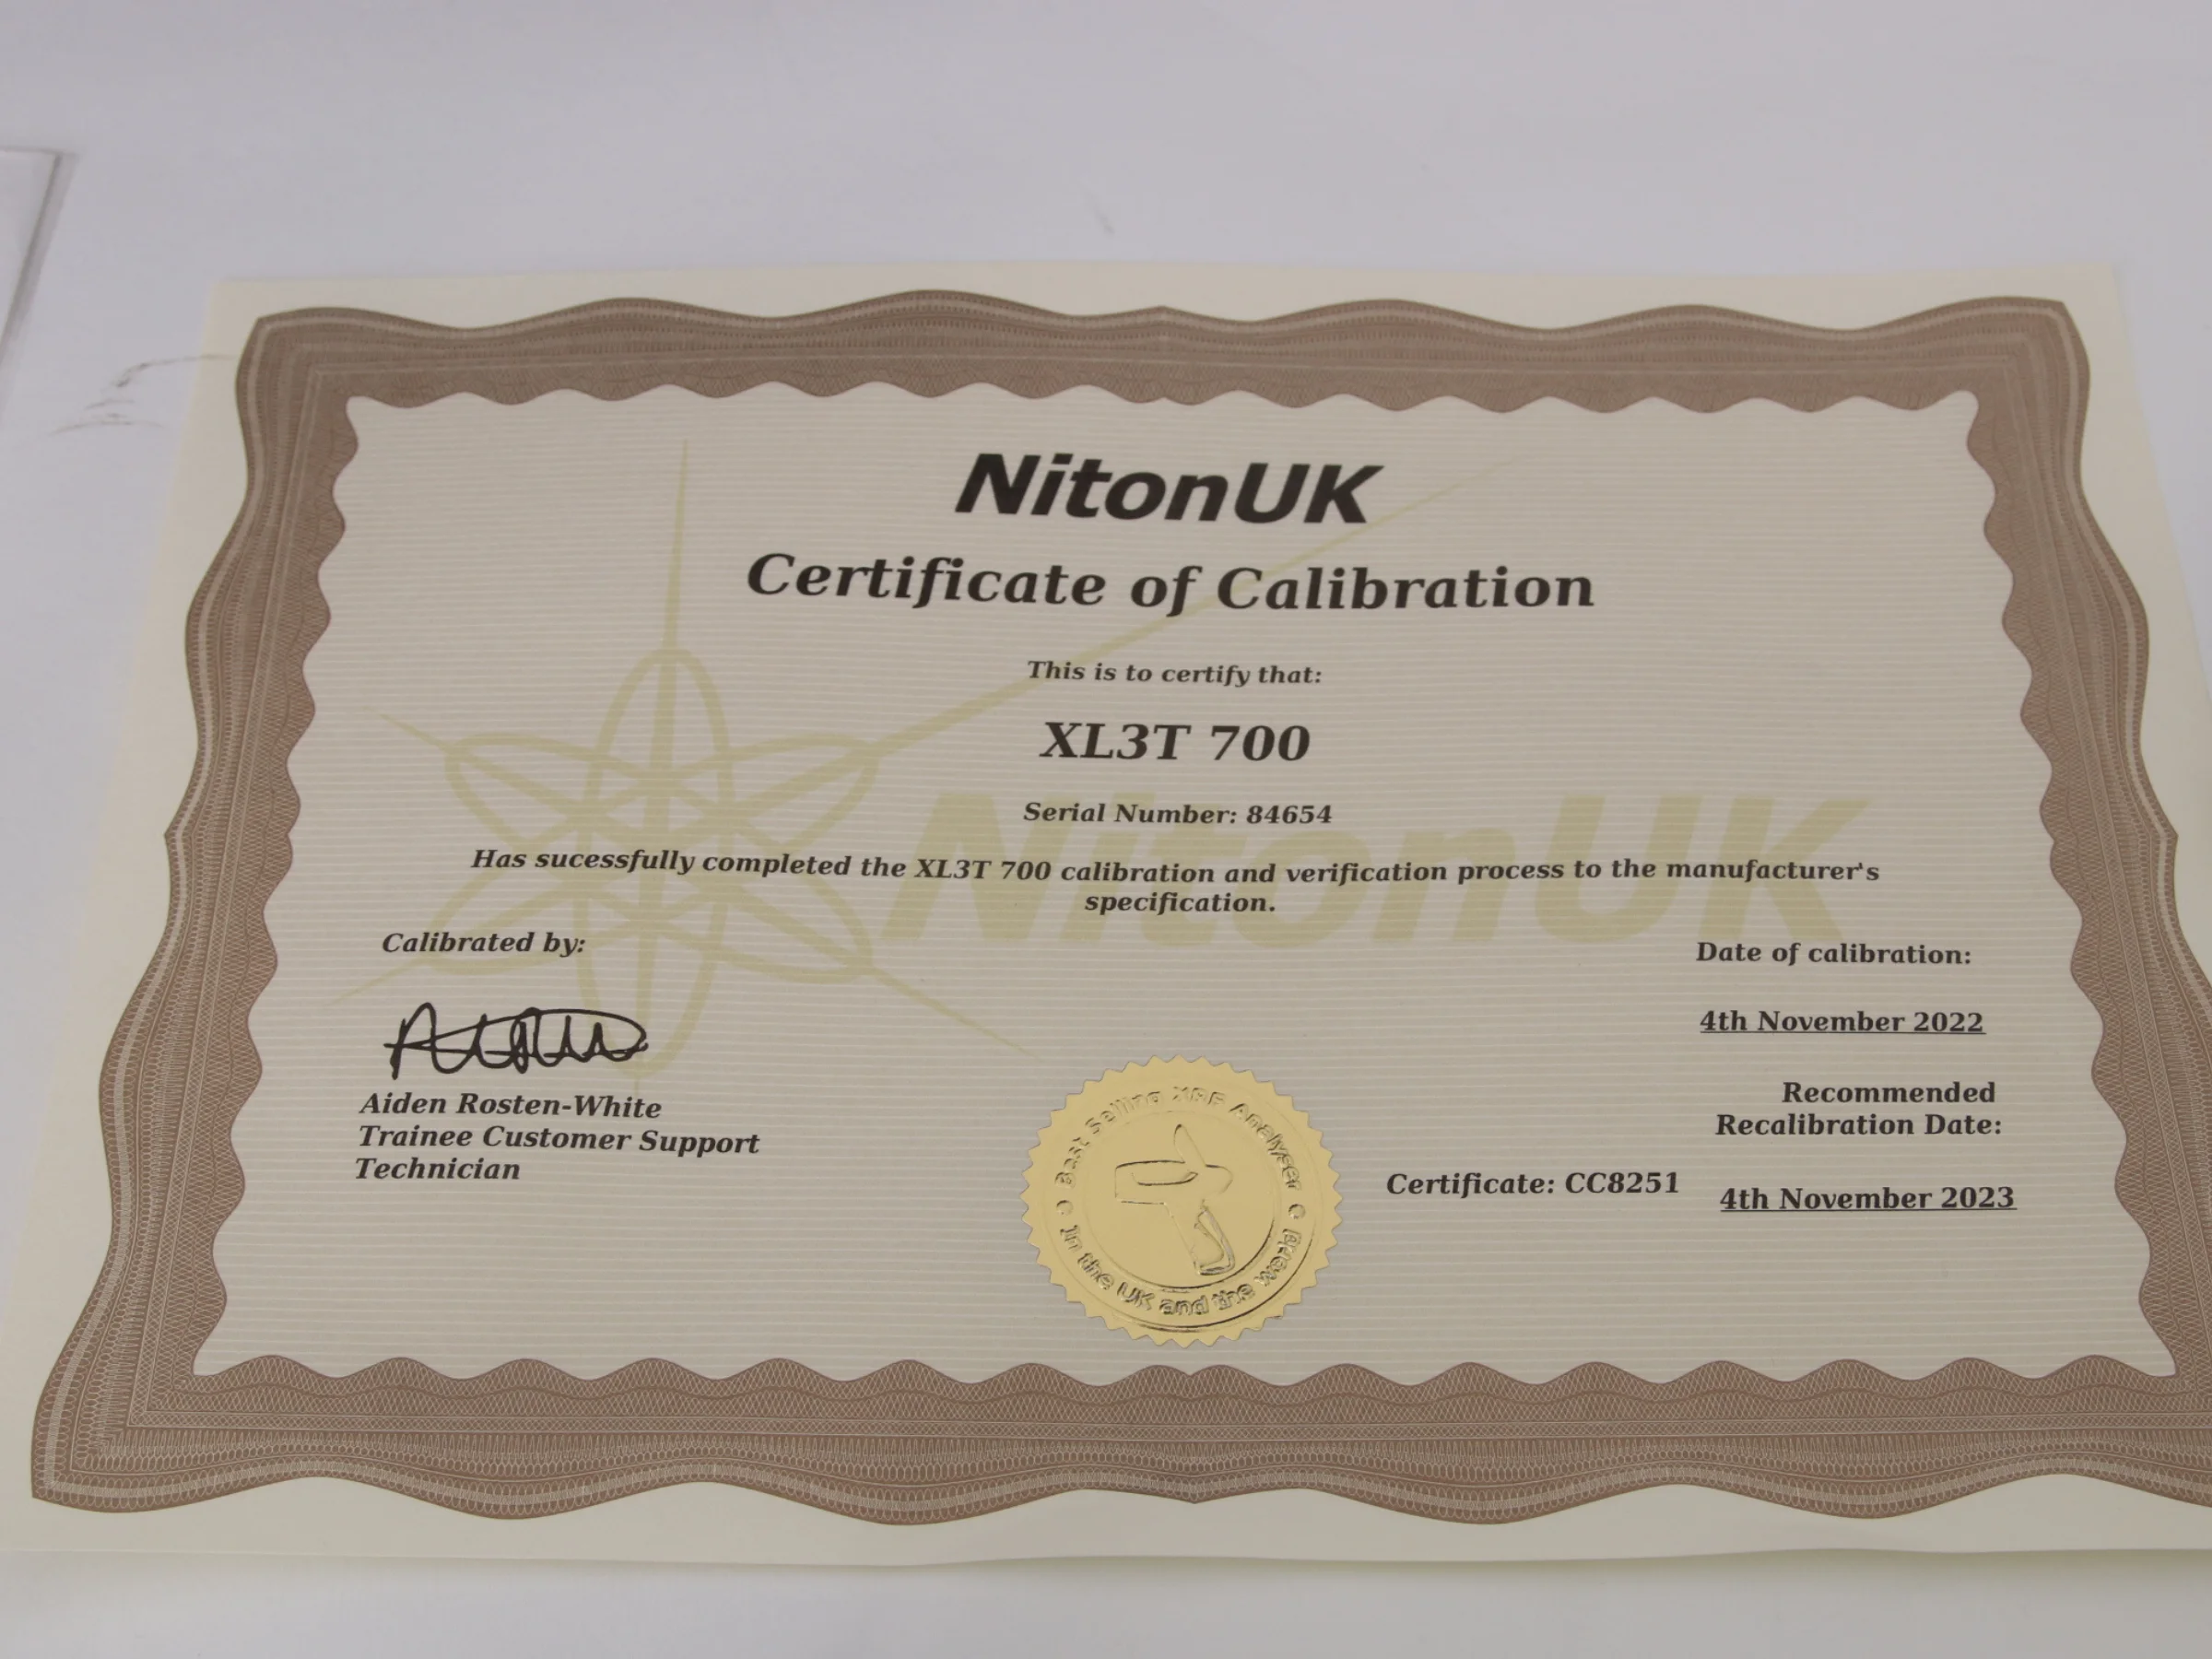 NitonUK
Certificate of Calibration
This is to certify that:
XL3T 700
Serial Number: 84654
NitonUK
Has sucessfully completed the XL3T 700 calibration and verification process to the manufacturer's
specification.
Calibrated by:
Aiden Rosten-White
Trainee Customer Support
Technician
Best Selling XRF Analyser
in the UK and the World
Certificate: CC8251
Date of calibration:
4th November 2022
Recommended
Recalibration Date:
4th November 2023